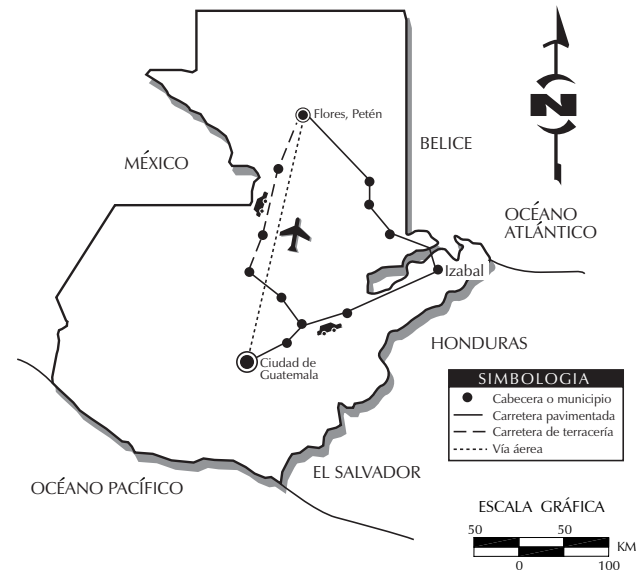 N
Flores, Petén
BELICE
MÉXICO
OCÉANO
ATLÁNTICO
Izabal
HONDURAS
Ciudad de
Guatemala
SIMBOLOGIA
Cabecera o municipio
Carretera pavimentada
Carretera de terracería
Vía áerea
EL SALVADOR
OCÉANO PACÍFICO
ESCALA GRÁFICA
50 50
KM
0 100